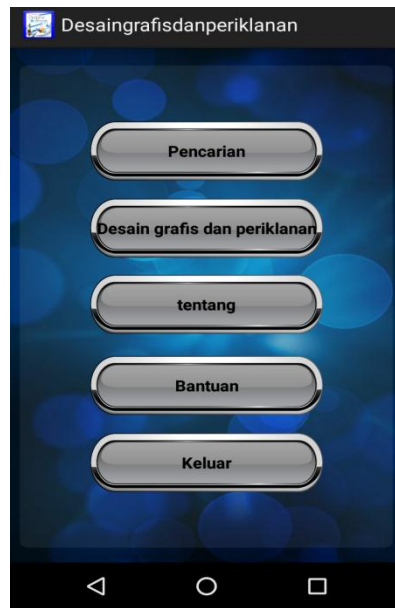 Desaingrafisdanperiklanan
Pencarian
Desain grafis dan periklanan
tentang
Bantuan
Keluar